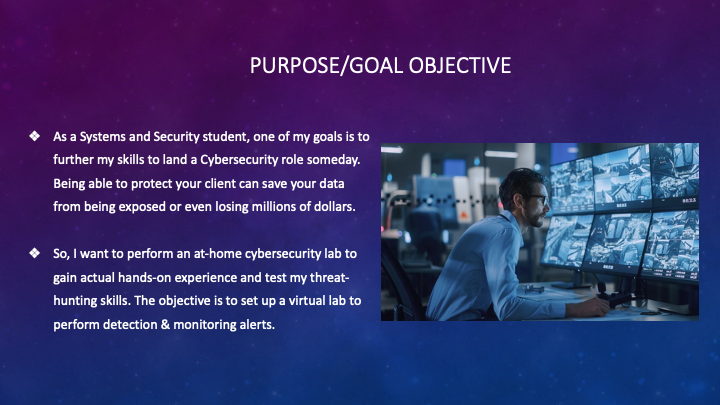 PURPOSE/GOAL OBJECTIVE
❖ As a Systems and Security student, one of my goals is to
further my skills to land a Cybersecurity role someday.
Being able to protect your client can save your data
from being exposed or even losing millions of dollars.
❖ So, I want to perform an at-home cybersecurity lab to
gain actual hands-on experience and test my threat-
hunting skills. The objective is to set up a virtual lab to
perform detection & monitoring alerts.